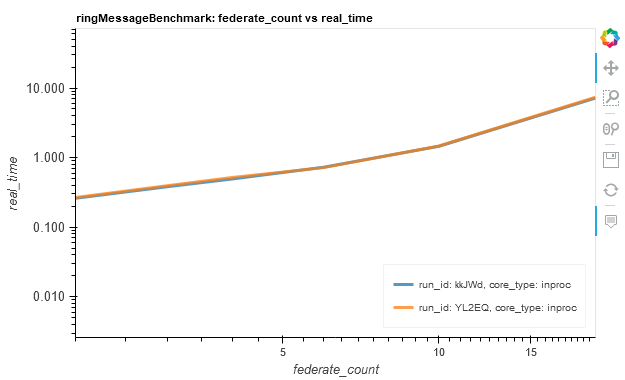 ringMessageBenchmark: federate_count vs real_time
10.000
1.000
0.100
0.010
real_time
run_id: kkJWd, core_type: inproc
run_id: YL2EQ, core_type: inproc
5
10
15
federate_count